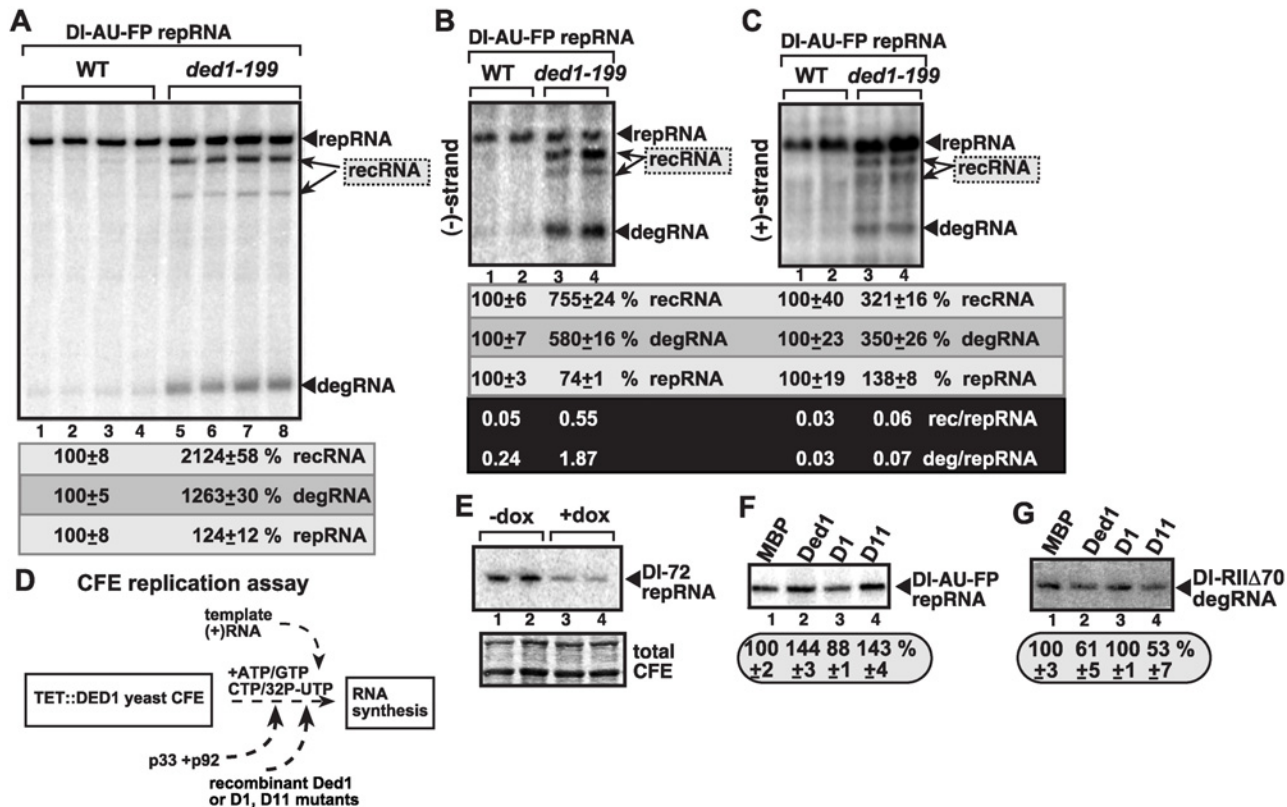 A
DI-AU-FP repRNA
WT ded1-199
repRNA
recRNA
degRNA
1 2 3 4 5 6 7 8
100±8 2124±58 % recRNA
100±5 1263±30 % degRNA
100±8 124±12 % repRNA
B
DI-AU-FP repRNA
WT ded1-199
(-)-strand
repRNA
recRNA
degRNA
1 2 3 4
C
DI-AU-FP repRNA
WT ded1-199
(+)-strand
repRNA
recRNA
degRNA
1 2 3 4
100±6 755±24 % recRNA 100±40 321±16 % recRNA
100±7 580±16 % degRNA 100±23 350±26 % degRNA
100±3 74±1 % repRNA 100±19 138±8 % repRNA
0.05 0.55 0.03 0.06 rec/repRNA
0.24 1.87 0.03 0.07 deg/repRNA
D CFE replication assay
template
(+)RNA
+ATP/GTP
CTP/32P-UTP
TET::DED1 yeast CFE
RNA
synthesis
p33 +p92
recombinant Ded1
or D1, D11 mutants
E
-dox +dox
DI-72
repRNA
1 2 3 4
total
CFE
F
MBP Ded1 D1 D11
DI-AU-FP
repRNA
1 2 3 4
100 144 88 143 %
±2 ±3 ±1 ±4
G
MBP Ded1 D1 D11
DI-RIIΔ70
degRNA
1 2 3 4
100 61 100 53 %
±3 ±5 ±1 ±7